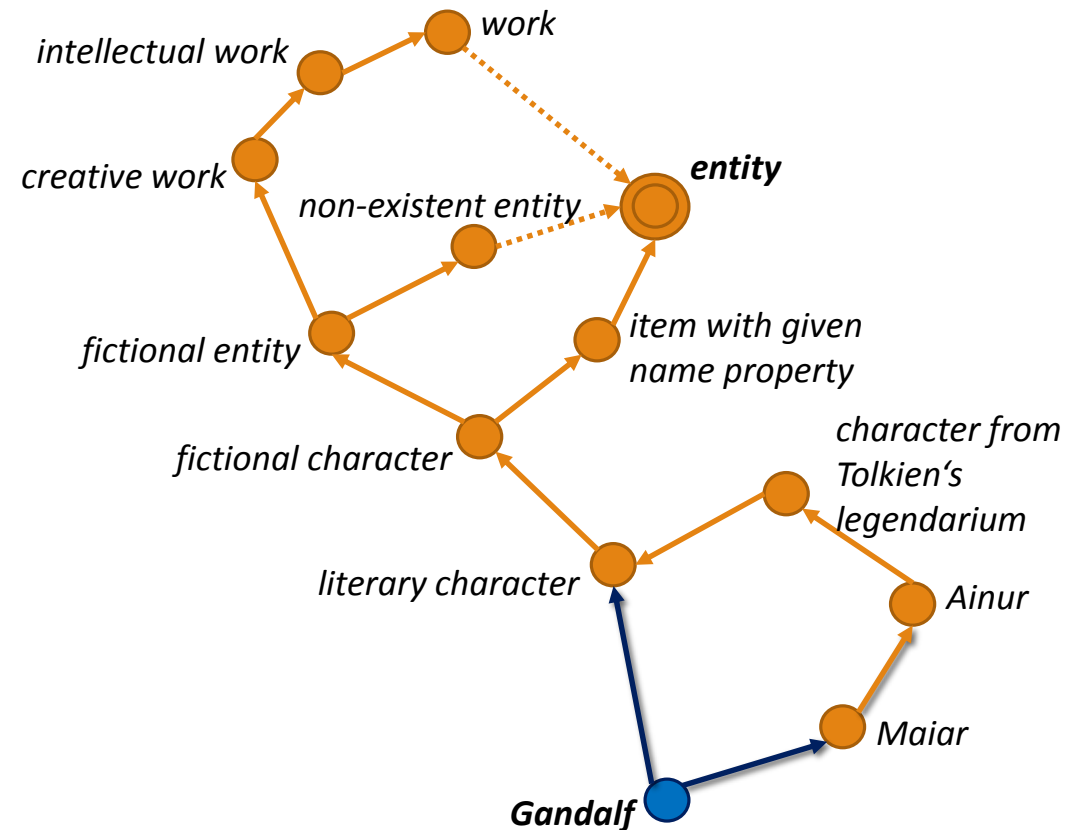 work
intellectual work
entity
creative work
non-existent entity
item with given
name property
fictional entity
character from
Tolkien‘s
legendarium
fictional character
literary character
Ainur
Maiar
Gandalf